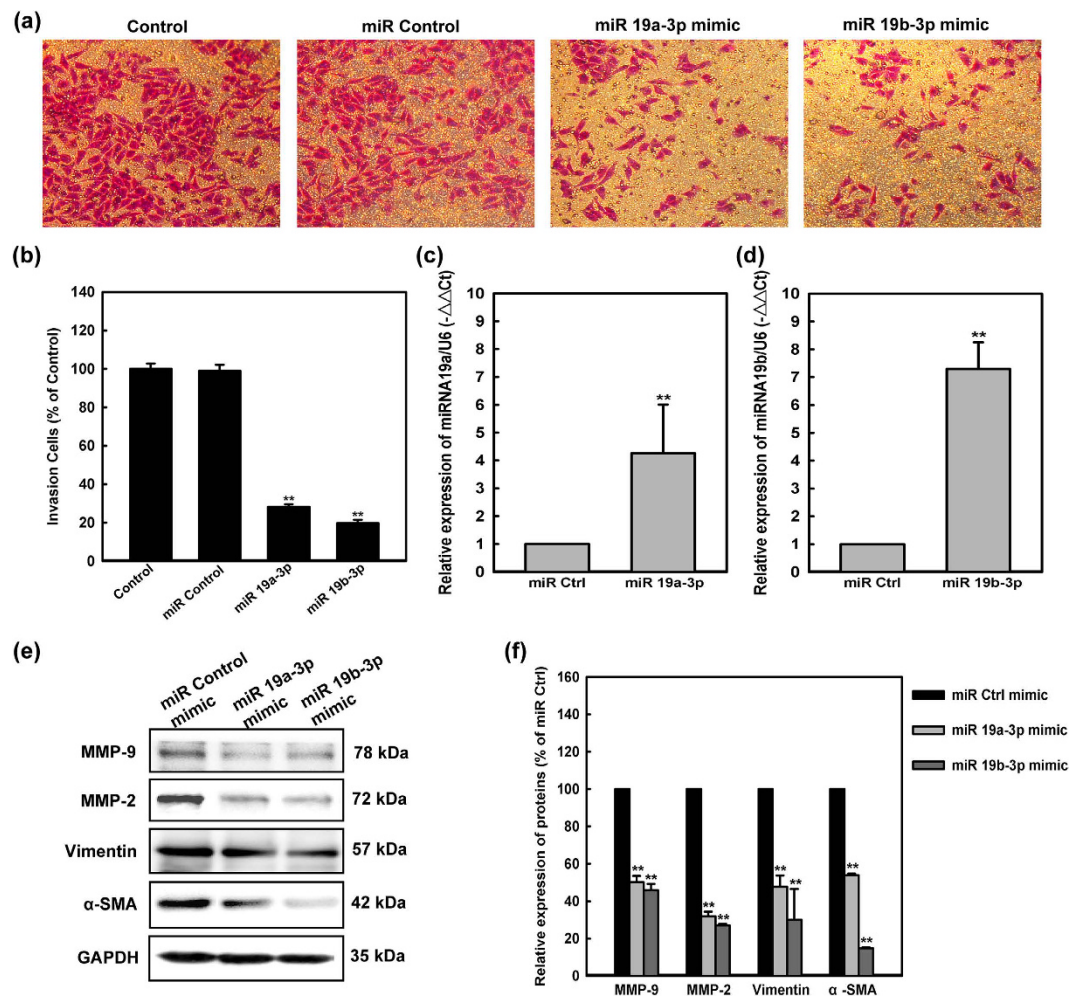 (a)
Control
miR Control
miR 19a-3p mimic
miR 19b-3p mimic
(b)
Invasion Cells (% of Control)
140
120
100
80
60
40
20
0
**
**
Control
miR Control
miR 19a-3p
miR 19b-3p
(c)
Relative expression of miRNA19a/U6 (-△△Ct)
10
9
8
7
6
5
4
3
2
1
0
**
miR Ctrl
miR 19a-3p
(d)
Relative expression of miRNA19b/U6 (-△△Ct)
10
9
8
7
6
5
4
3
2
1
0
**
miR Ctrl
miR 19b-3p
(e)
miR Control
mimic
miR 19a-3p
mimic
miR 19b-3p
mimic
MMP-9
78 kDa
MMP-2
72 kDa
Vimentin
57 kDa
α-SMA
42 kDa
GAPDH
35 kDa
(f)
Relative expression of proteins (% of miR Ctrl)
160
140
120
100
80
60
40
20
0
** **
** **
** **
** **
MMP-9
MMP-2
Vimentin
α -SMA
miR Ctrl mimic
miR 19a-3p mimic
miR 19b-3p mimic